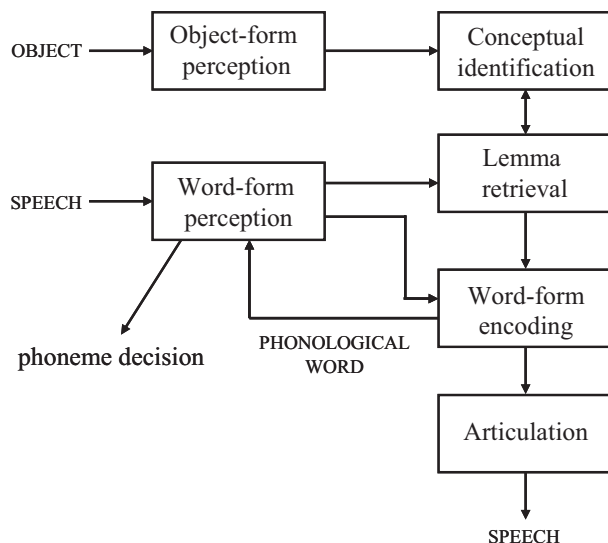 OBJECT
Object-form
perception
Conceptual
identification
SPEECH
Word-form
perception
Lemma
retrieval
phoneme decision
PHONOLOGICAL
WORD
Word-form
encoding
Articulation
SPEECH